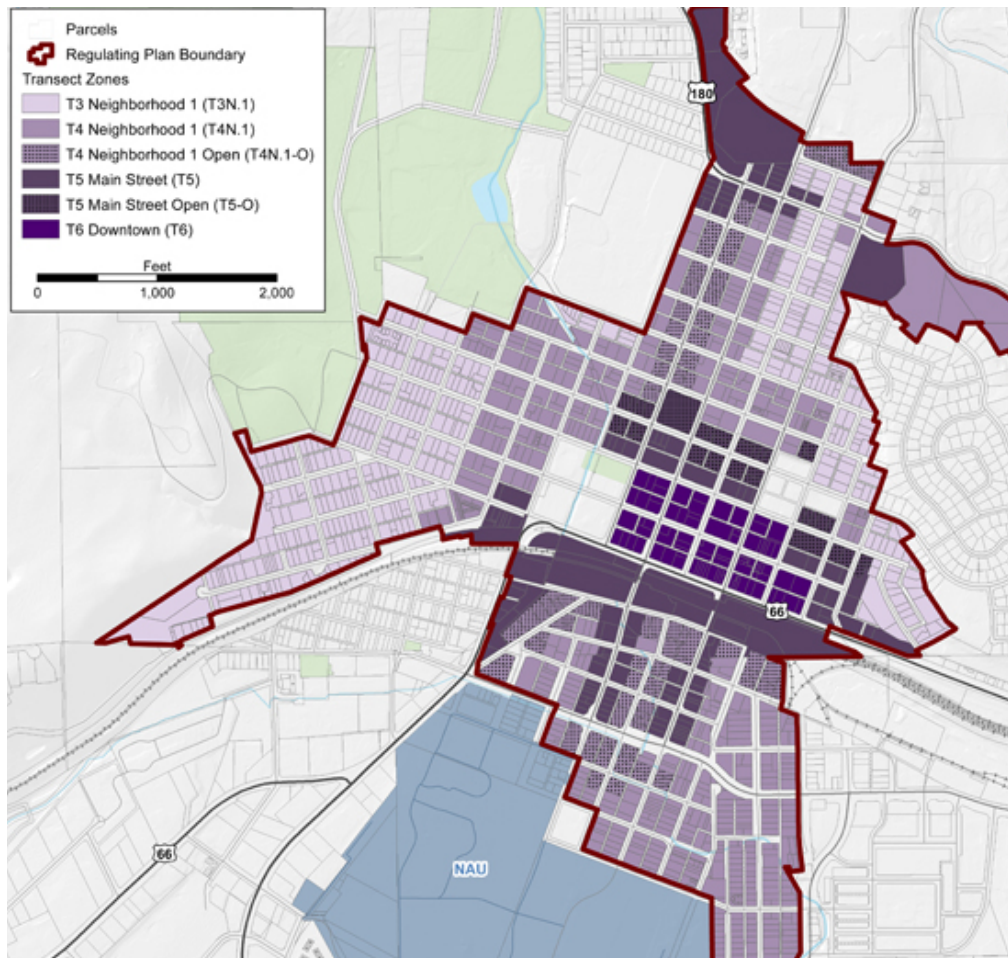 Parcels
Regulating Plan Boundary
Transect Zones
T3 Neighborhood 1 (T3N.1)
T4 Neighborhood 1 (T4N.1)
T4 Neighborhood 1 Open (T4N.1-O)
T5 Main Street (T5)
T5 Main Street Open (T5-O)
T6 Downtown (T6)
Feet
0 1,000 2,000
180
66
66
NAU